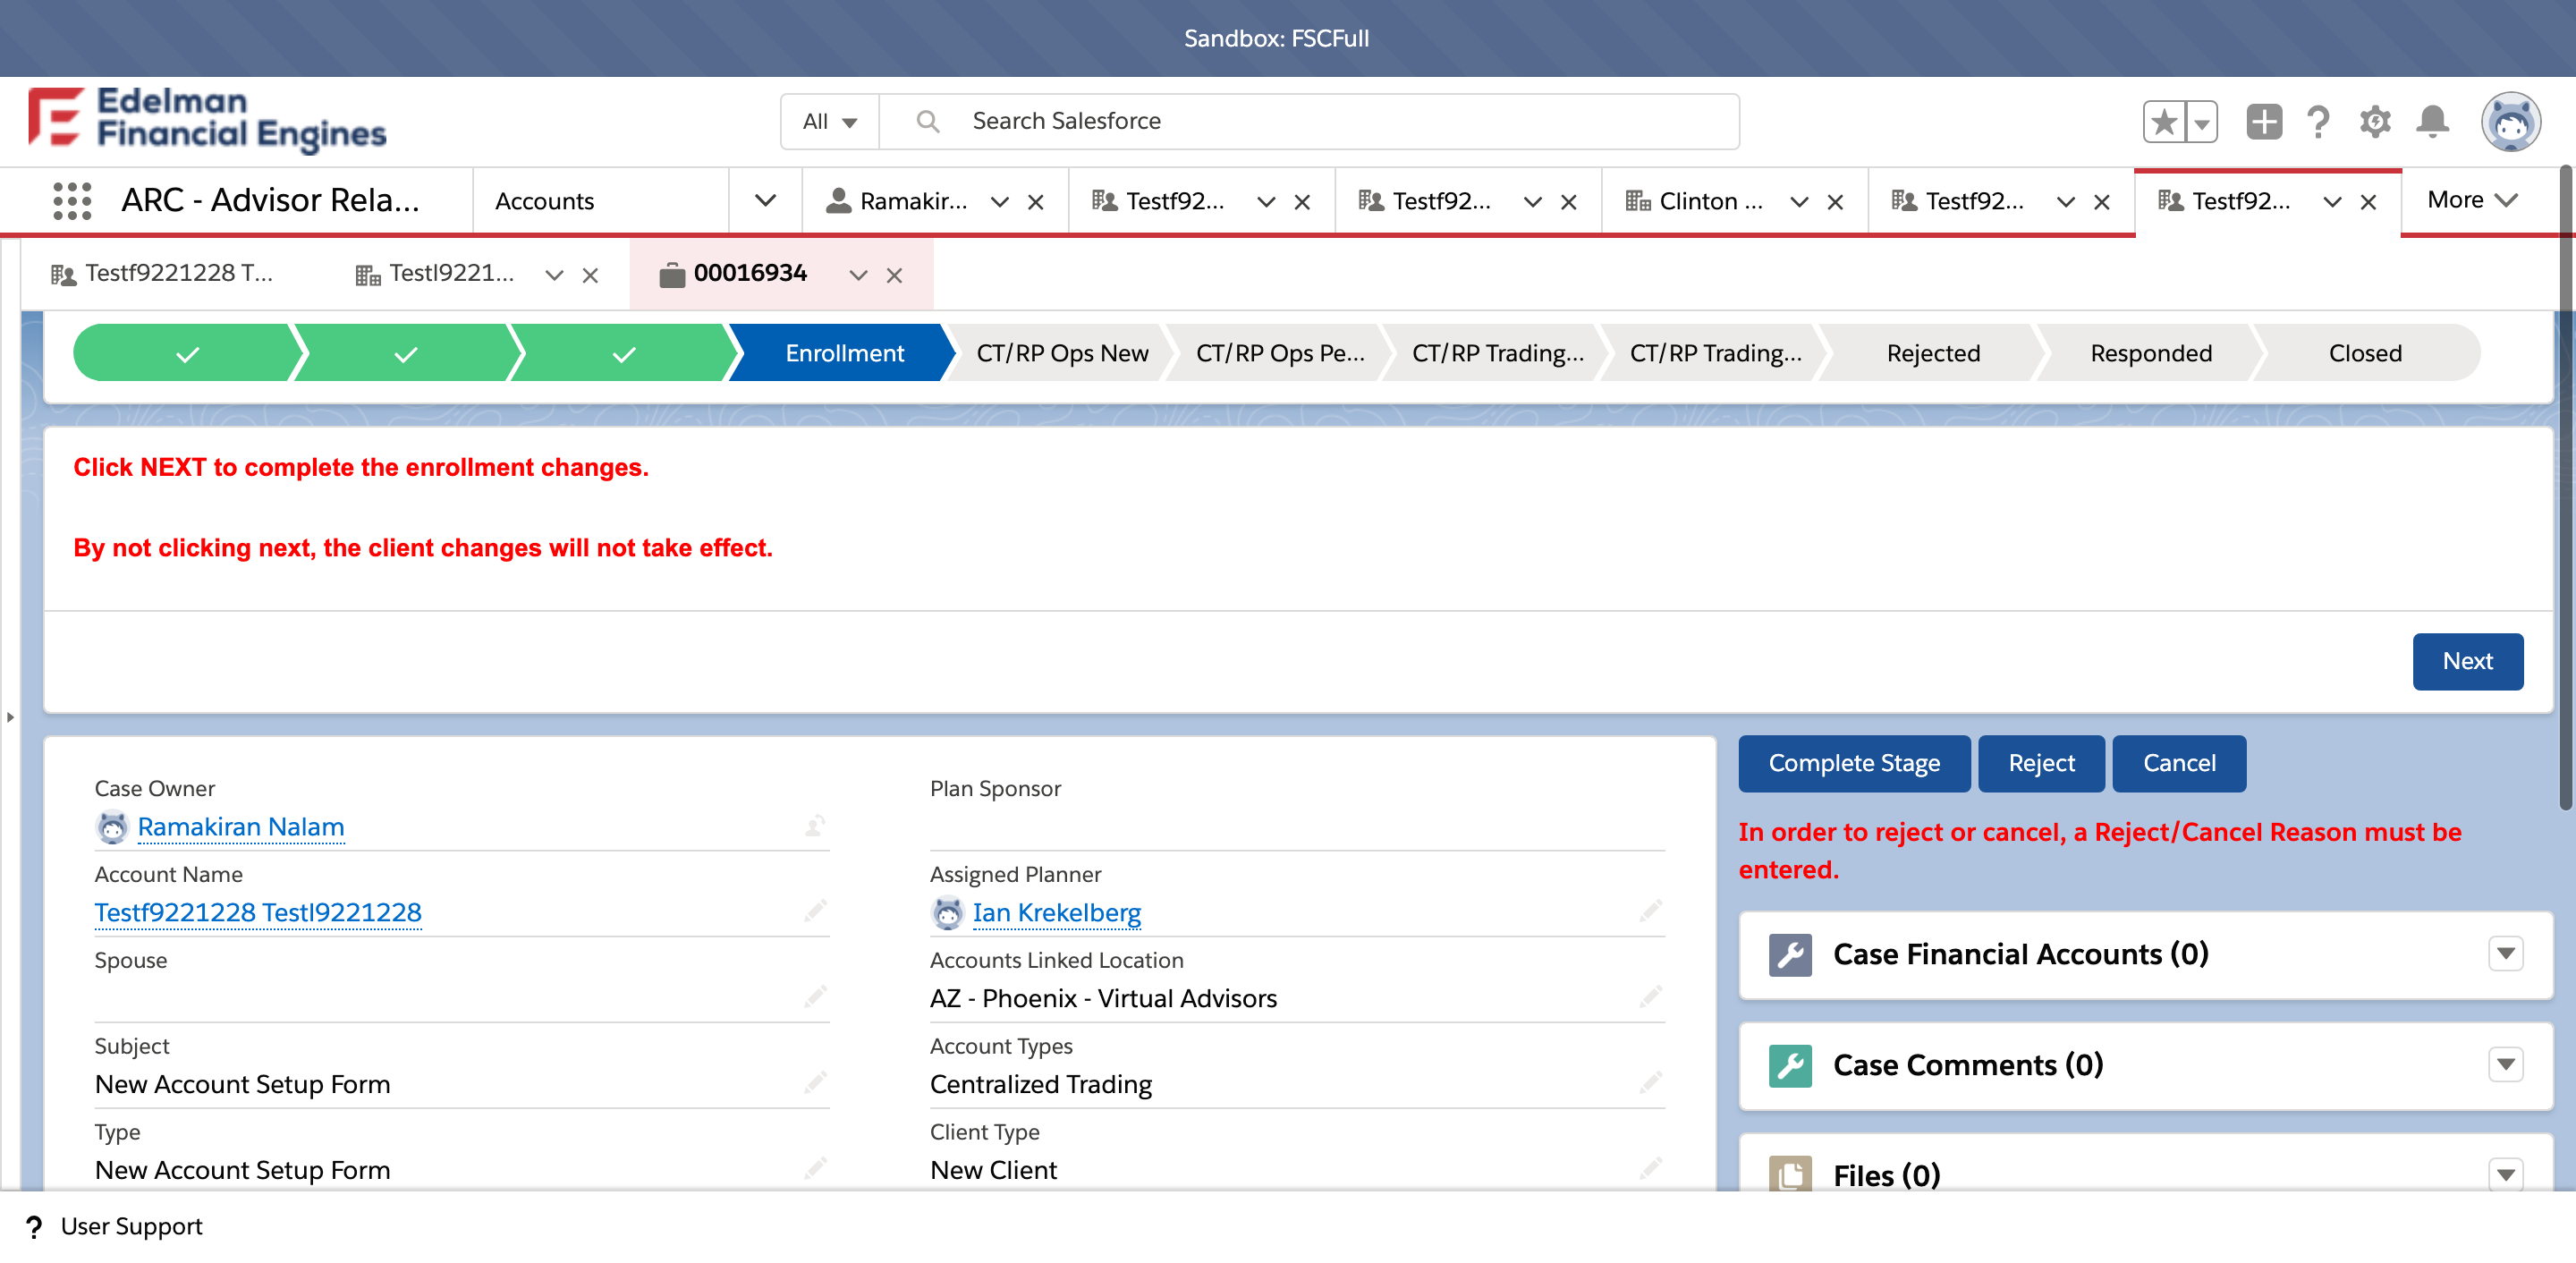 Sandbox: FSCFull
Edelman
Financial Engines
All
Search Salesforce
ARC - Advisor Rela...
Accounts
Ramakir...
Testf92...
Testf92...
Clinton ...
Testf92...
Testf92...
More
Testf9221228 T...
Testl9221...
00016934
Enrollment
CT/RP Ops New
CT/RP Ops Pe...
CT/RP Trading...
CT/RP Trading...
Rejected
Responded
Closed
Click NEXT to complete the enrollment changes.
By not clicking next, the client changes will not take effect.
Next
Case Owner
Ramakiran Nalam
Plan Sponsor
Account Name
Testf9221228 Testl9221228
Assigned Planner
Ian Krekelberg
Spouse
Accounts Linked Location
AZ - Phoenix - Virtual Advisors
Subject
New Account Setup Form
Account Types
Centralized Trading
Type
New Account Setup Form
Client Type
New Client
Complete Stage
Reject
Cancel
In order to reject or cancel, a Reject/Cancel Reason must be
entered.
Case Financial Accounts (0)
Case Comments (0)
Files (0)
? User Support